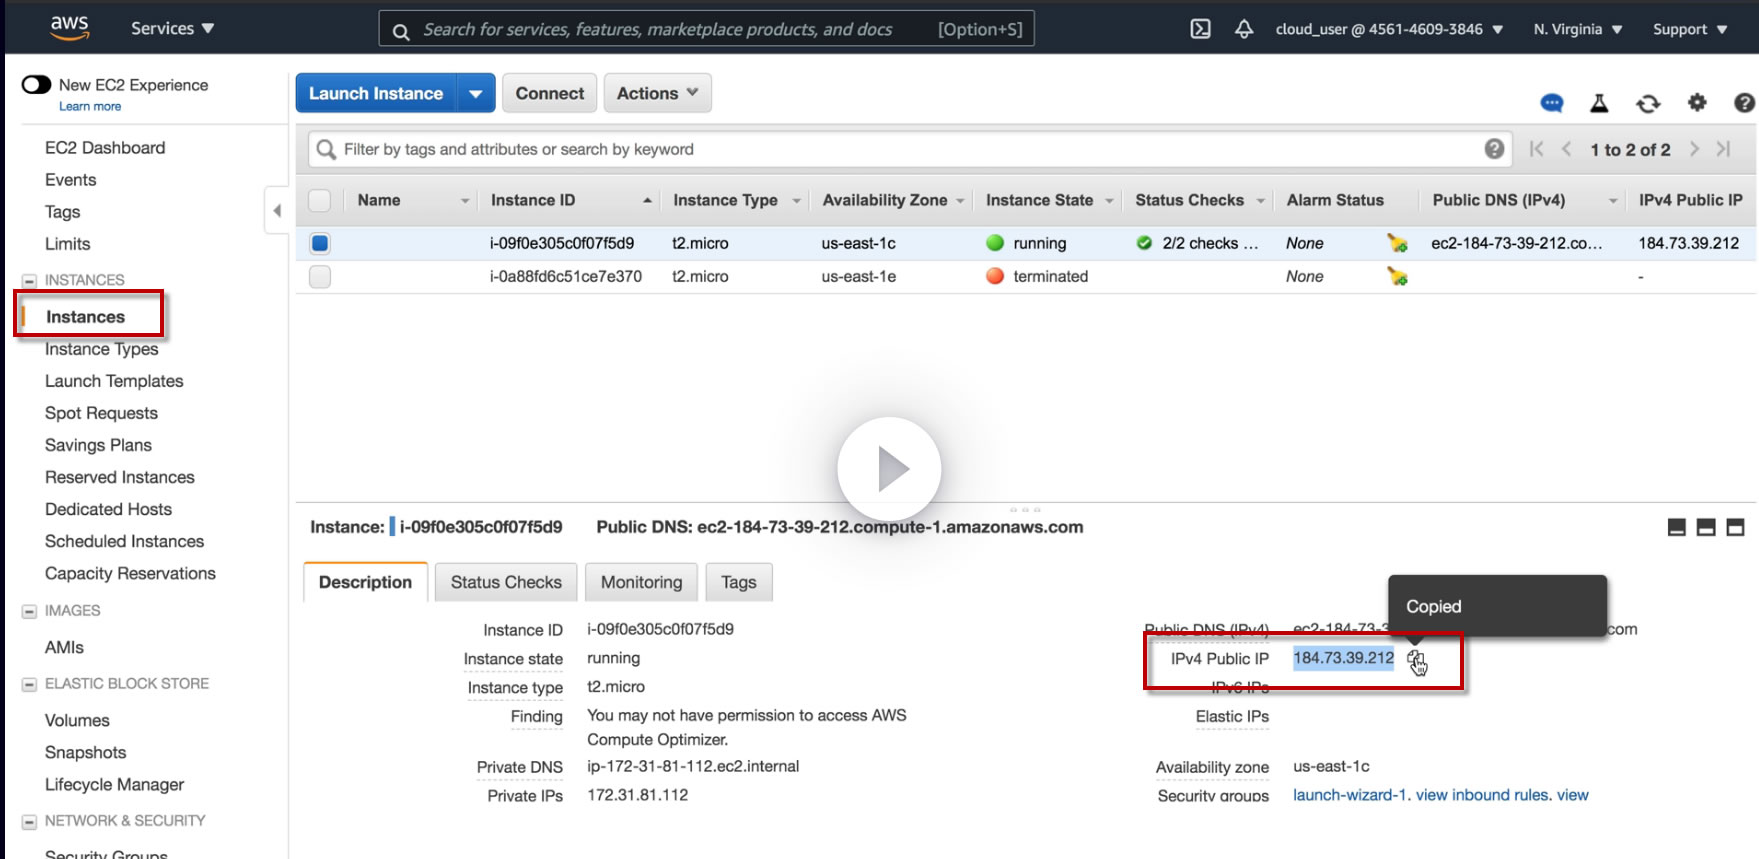 aws Services Search for services, features, marketplace products, and docs [Option+S] cloud_user @ 4561-4609-3846 N. Virginia Support
New EC2 Experience
Learn more
EC2 Dashboard
Events
Tags
Limits
INSTANCES
Instances
Instance Types
Launch Templates
Spot Requests
Savings Plans
Reserved Instances
Dedicated Hosts
Scheduled Instances
Capacity Reservations
IMAGES
AMIs
ELASTIC BLOCK STORE
Volumes
Snapshots
Lifecycle Manager
NETWORK & SECURITY
Security Groups
Launch Instance Connect Actions
Filter by tags and attributes or search by keyword 1 to 2 of 2
Name Instance ID Instance Type Availability Zone Instance State Status Checks Alarm Status Public DNS (IPv4) IPv4 Public IP
i-09f0e305c0f07f5d9 t2.micro us-east-1c running 2/2 checks ... None ec2-184-73-39-212.co... 184.73.39.212
i-0a88fd6c51ce7e370 t2.micro us-east-1e terminated None -
Instance: i-09f0e305c0f07f5d9 Public DNS: ec2-184-73-39-212.compute-1.amazonaws.com
Description Status Checks Monitoring Tags
Copied
Instance ID i-09f0e305c0f07f5d9
Instance state running
Instance type t2.micro
Finding You may not have permission to access AWS
Compute Optimizer.
Private DNS ip-172-31-81-112.ec2.internal
Private IPs 172.31.81.112
Public DNS (IPv4) ec2-184-73-3 com
IPv4 Public IP 184.73.39.212
IPv6 IPs
Elastic IPs
Availability zone us-east-1c
Security groups launch-wizard-1. view inbound rules. view